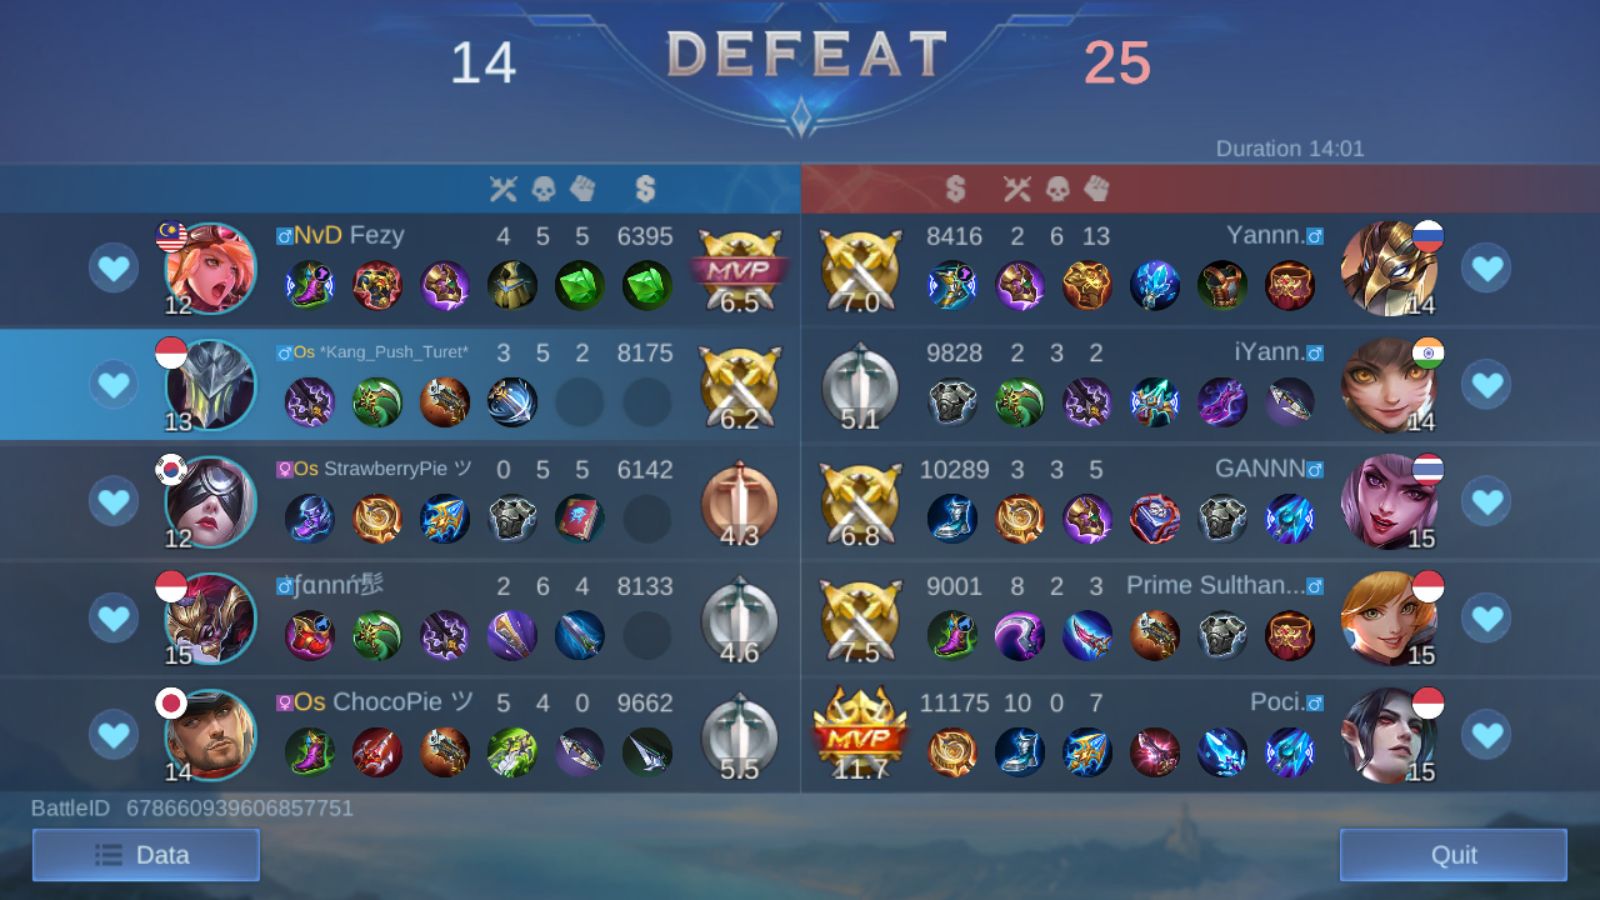 14 DEFEAT 25
Duration 14:01
NvD Fezy 4 5 5 6395
12 MVP 6.5
8416 2 6 13 Yannn.
7.0 14
Os *Kang_Push_Turet* 3 5 2 8175
13 6.2
9828 2 3 2 iYann.
5.1 14
Os StrawberryPie ツ 0 5 5 6142
12 4.3
10289 3 3 5 GANNN
6.8 15
2 6 4 8133
15 4.6
9001 8 2 3 Prime Sulthan...
7.5 15
Os ChocoPie ツ 5 4 0 9662
14 5.5
11175 10 0 7 Poci.
MVP 11.7 15
BattleID 678660939606857751
Data
Quit